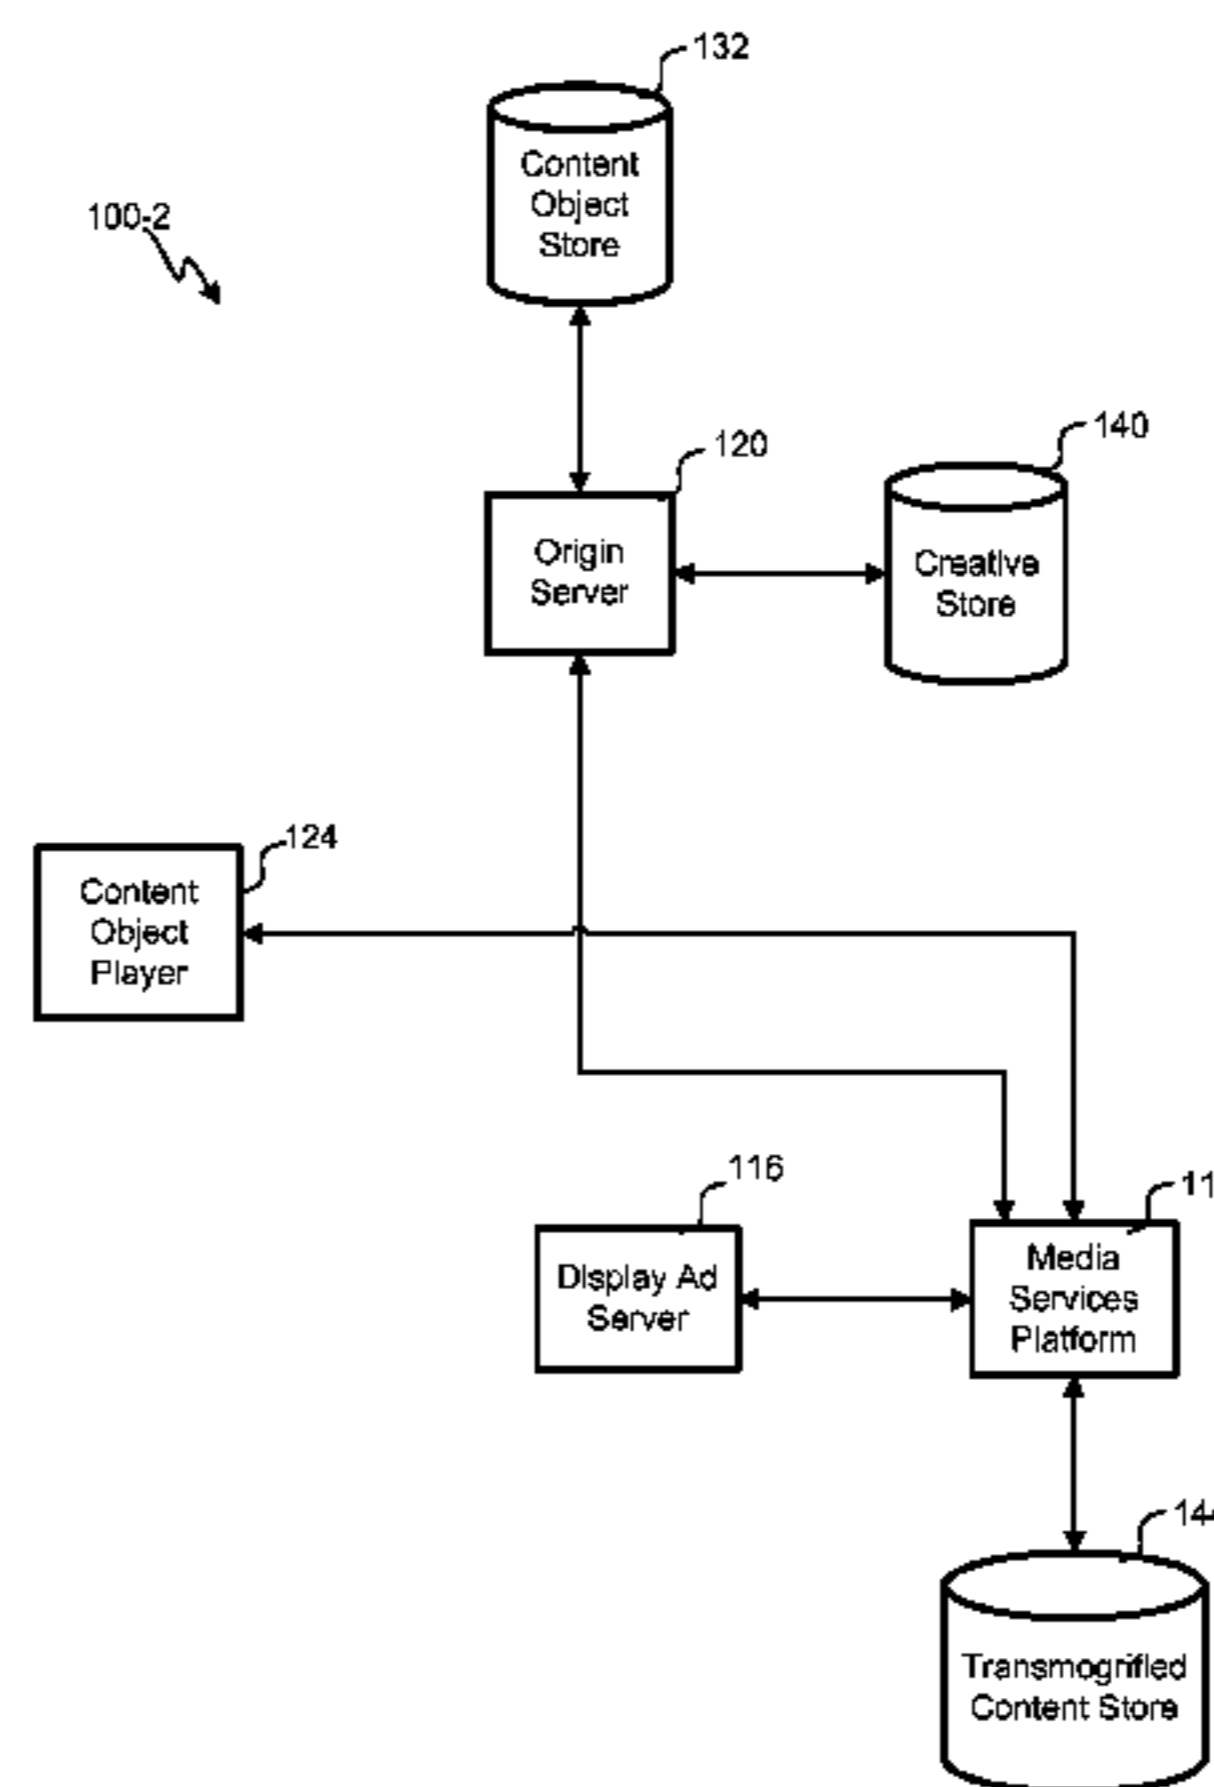 132
Content
Object
Store
100-2
120
140
Origin
Server
Creative
Store
124
Content
Object
Player
116
Display Ad
Server
Media
Services
Platform
Transmogrified
Content Store